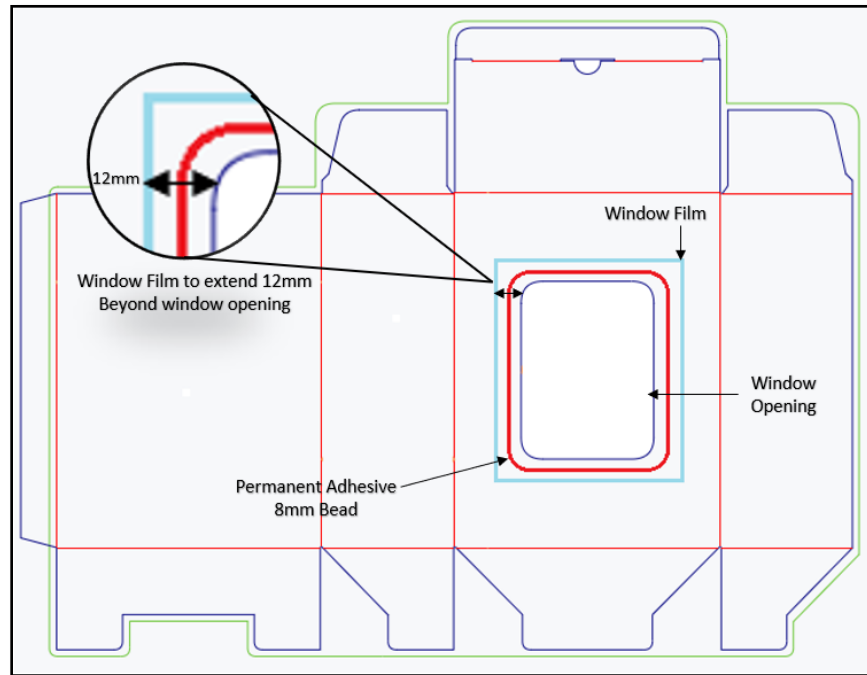 12mm
Window Film to extend 12mm
Beyond window opening
Window Film
Window
Opening
Permanent Adhesive
8mm Bead